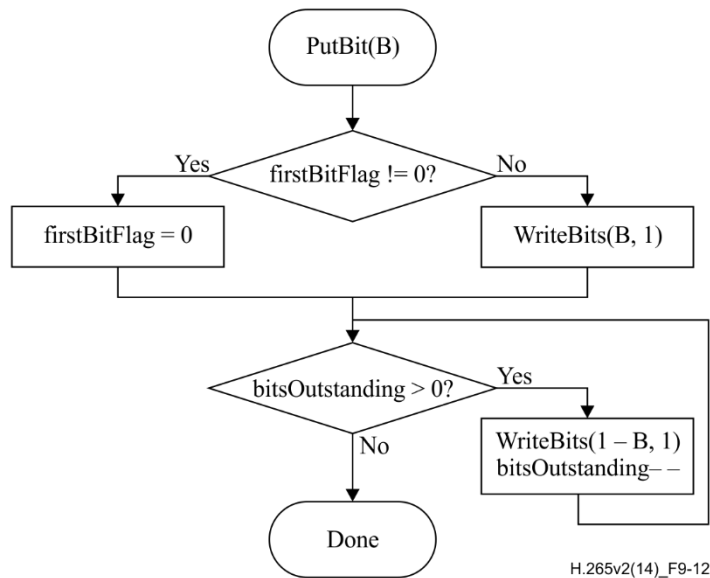 PutBit(B)
Yes
firstBitFlag != 0?
No
firstBitFlag = 0
WriteBits(B, 1)
bitsOutstanding > 0?
Yes
No
WriteBits(1 – B, 1)
bitsOutstanding– –
Done
H.265v2(14)_F9-12